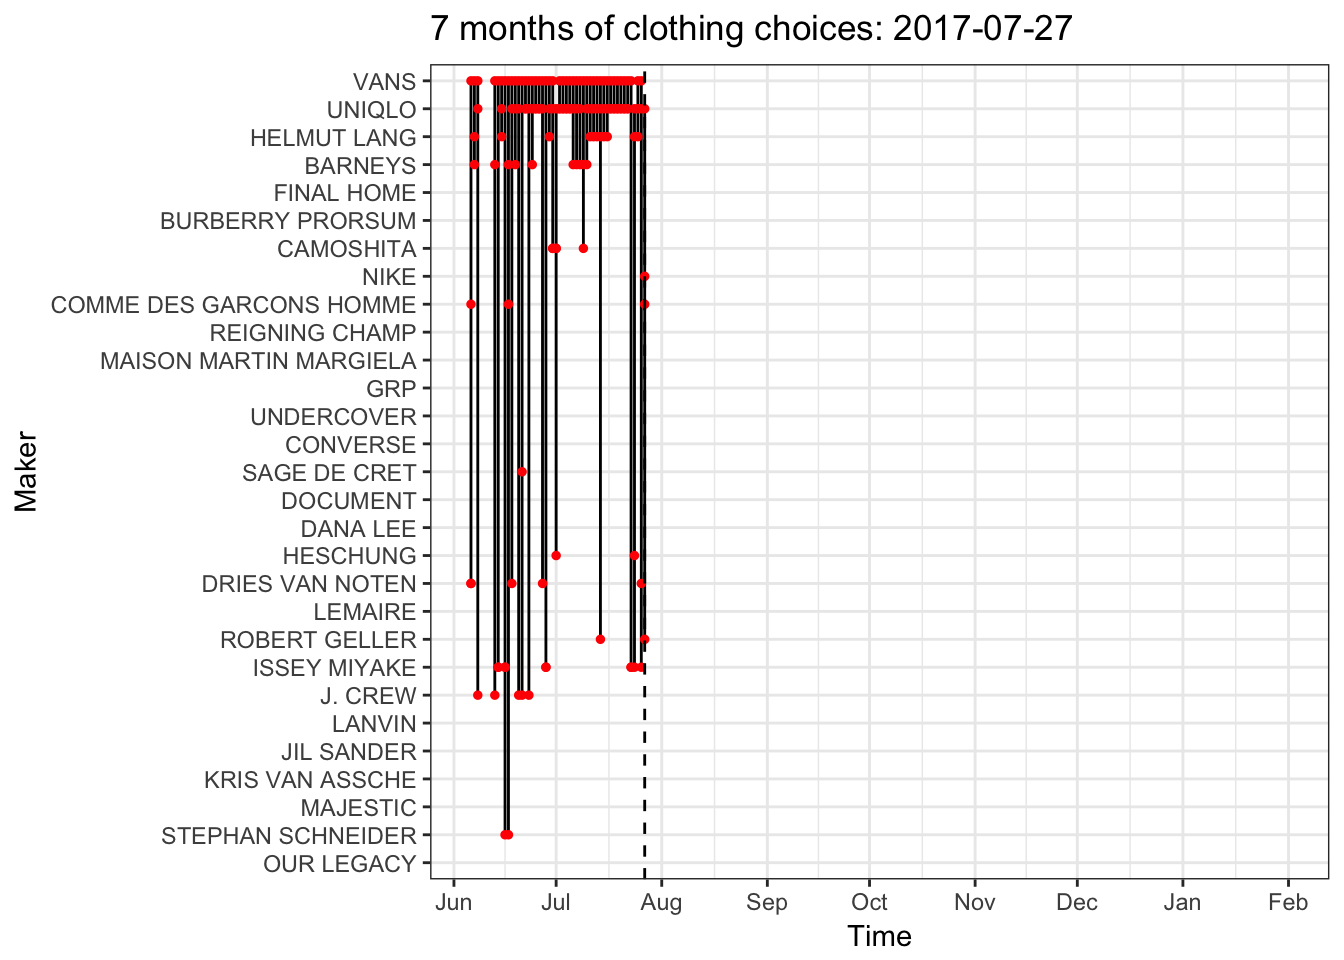 7 months of clothing choices: 2017-07-27
VANS
UNIQLO
HELMUT LANG
BARNEYS
FINAL HOME
BURBERRY PRORSUM
CAMOSHITA
NIKE
COMME DES GARCONS HOMME
REIGNING CHAMP
MAISON MARTIN MARGIELA
GRP
UNDERCOVER
CONVERSE
SAGE DE CRET
DOCUMENT
DANA LEE
HESCHUNG
DRIES VAN NOTEN
LEMAIRE
ROBERT GELLER
ISSEY MIYAKE
J. CREW
LANVIN
JIL SANDER
KRIS VAN ASSCHE
MAJESTIC
STEPHAN SCHNEIDER
OUR LEGACY
Maker
Jun Jul Aug Sep Oct Nov Dec Jan Feb
Time